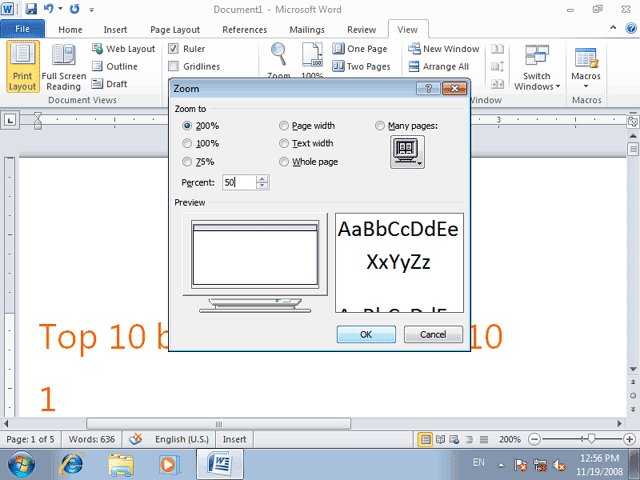 Document1 - Microsoft Word
File Home Insert Page Layout References Mailings Review View
Print Layout
Full Screen Reading
Web Layout
Outline
Draft
Document Views
Ruler
Gridlines
Zoom
100%
One Page
Two Pages
New Window
Arrange All
Switch Windows
Window
Macros
Macros
Zoom
Zoom to
200% Page width Many pages:
100% Text width
75% Whole page
Percent: 50
Preview
AaBbCcDdEe
XxYyZz
OK Cancel
Top 10 b
10
1
Page: 1 of 5 Words: 636 English (U.S.) Insert 200%
EN 12:56 PM
11/19/2008